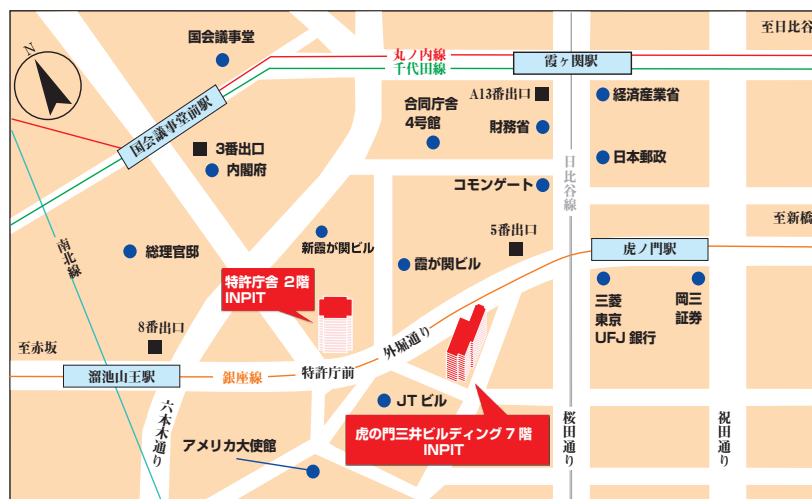 至日比谷
国会議事堂
丸ノ内線
千代田線
霞ヶ関駅
N
国会議事堂前駅
合同庁舎
4号館
A13番出口
経済産業省
財務省
3番出口
内閣府
日本郵政
日比谷線
コモンゲート
至新橋
5番出口
南北線
総理官邸
新霞が関ビル
霞が関ビル
虎ノ門駅
特許庁舎 2階
INPIT
三菱
東京
UFJ 銀行
岡三
証券
8番出口
外堀通り
至赤坂
溜池山王駅
銀座線
特許庁前
JTビル
六本木通り
虎の門三井ビルディング 7 階
INPIT
桜田通り
祝田通り
アメリカ大使館